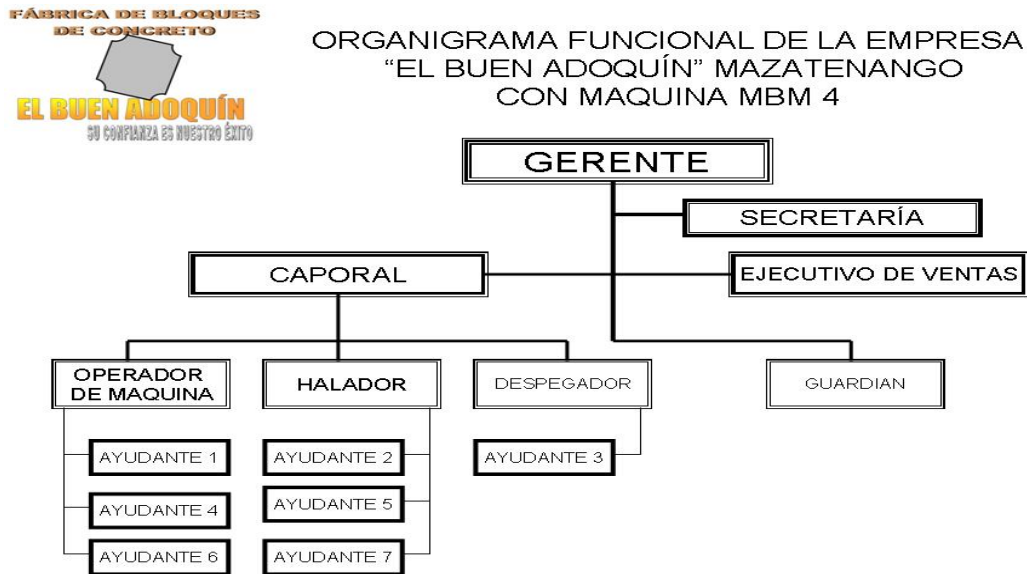 FÁBRICA DE BLOQUES
DE CONCRETO
EL BUEN ADOQUÍN
SU CONFIANZA ES NUESTRO ÉXITO
ORGANIGRAMA FUNCIONAL DE LA EMPRESA
“EL BUEN ADOQUÍN” MAZATENANGO
CON MAQUINA MBM 4
GERENTE
SECRETARÍA
CAPORAL
EJECUTIVO DE VENTAS
OPERADOR
DE MAQUINA
HALADOR
DESPEGADOR
GUARDIAN
AYUDANTE 1
AYUDANTE 2
AYUDANTE 3
AYUDANTE 4
AYUDANTE 5
AYUDANTE 6
AYUDANTE 7